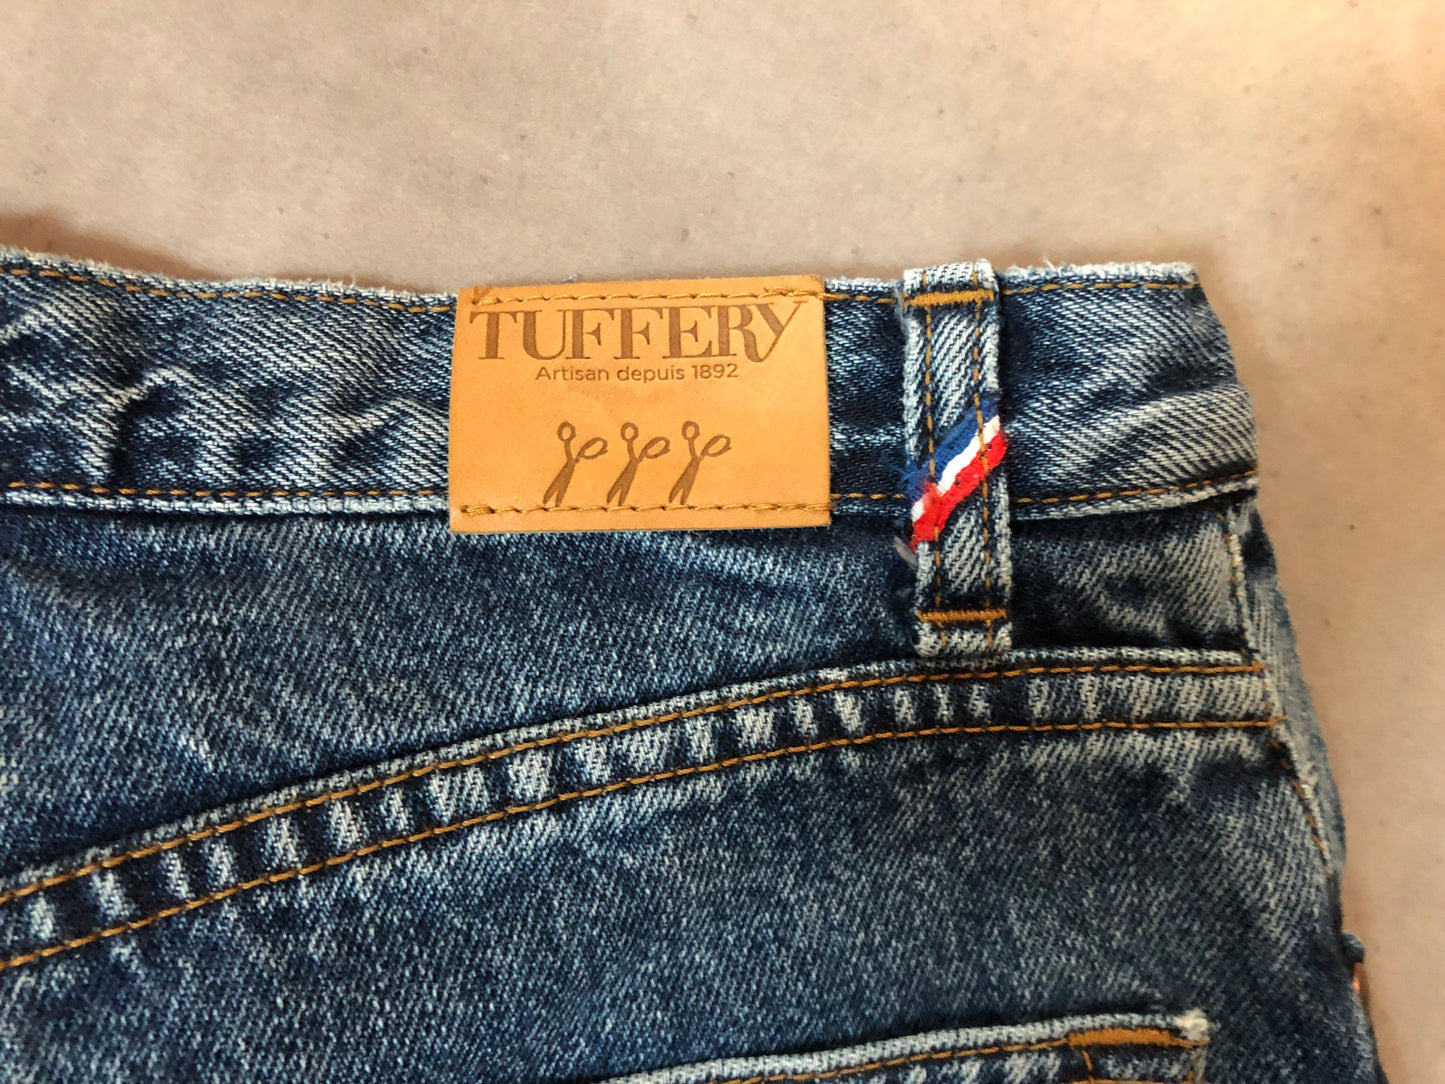 TUFFERY
Artisan depuis 1892